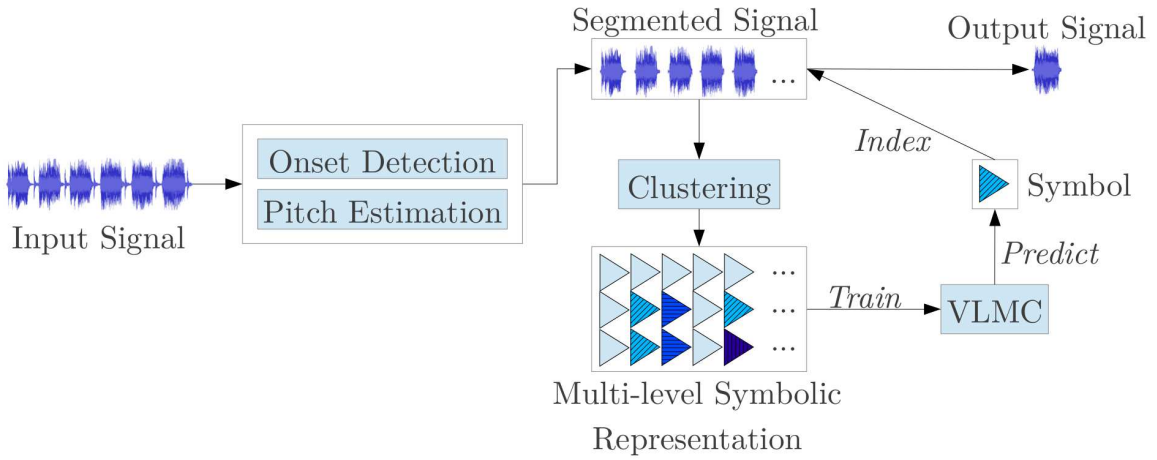 Segmented Signal
Output Signal
...
Onset Detection
Pitch Estimation
Input Signal
Index
Clustering
Symbol
Predict
...
...
...
Train
VLMC
Multi-level Symbolic
Representation